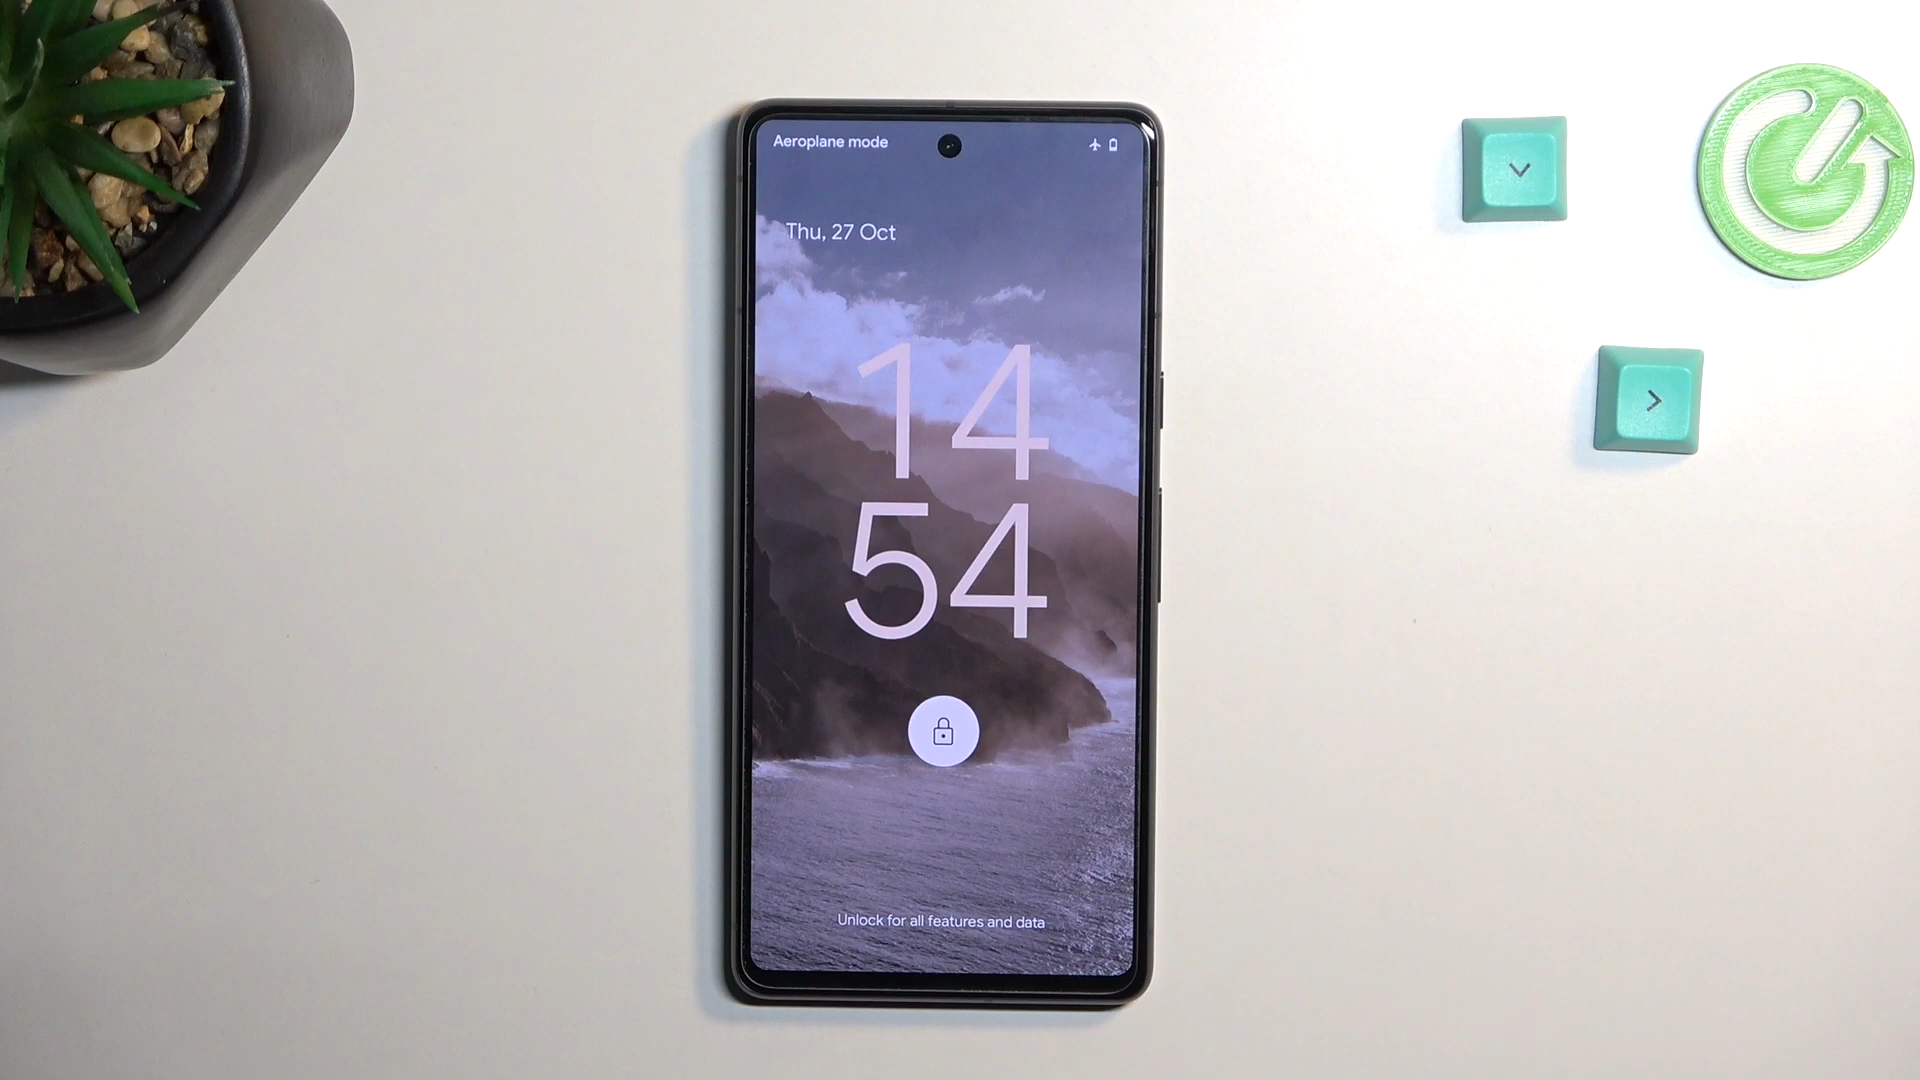 Aeroplane mode
Thu, 27 Oct
14
54
Unlock for all features and data